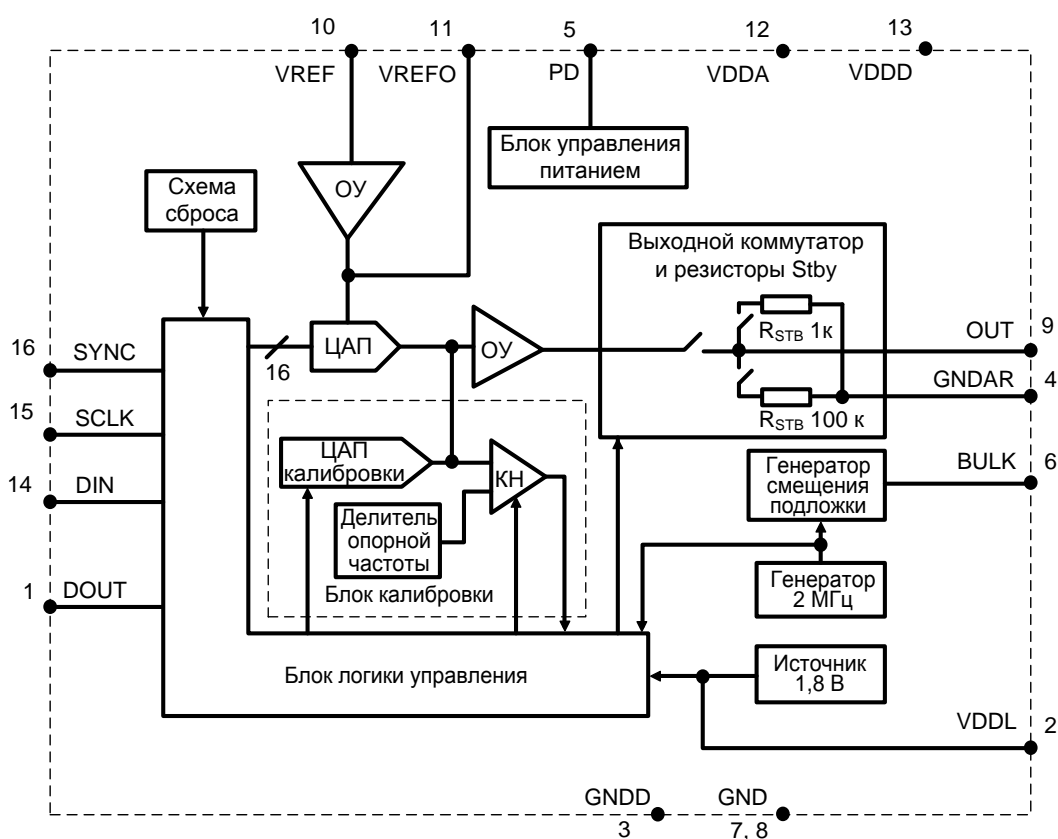 10
11
5
12
13
VREF
VREFO
PD
VDDA
VDDD
Блок управления
питанием
Схема
сброса
ОУ
Выходной коммутатор
и резисторы Stby
R_STB 1к
R_STB 100 к
16
SYNC
15
SCLK
14
DIN
1
DOUT
16
ЦАП
ОУ
OUT
9
GNDAR
4
BULK
6
ЦАП
калибровки
КН
Делитель
опорной
частоты
Блок калибровки
Генератор
смещения
подложки
Генератор
2 МГц
Блок логики управления
Источник
1,8 В
VDDL
2
GNDD
3
GND
7, 8